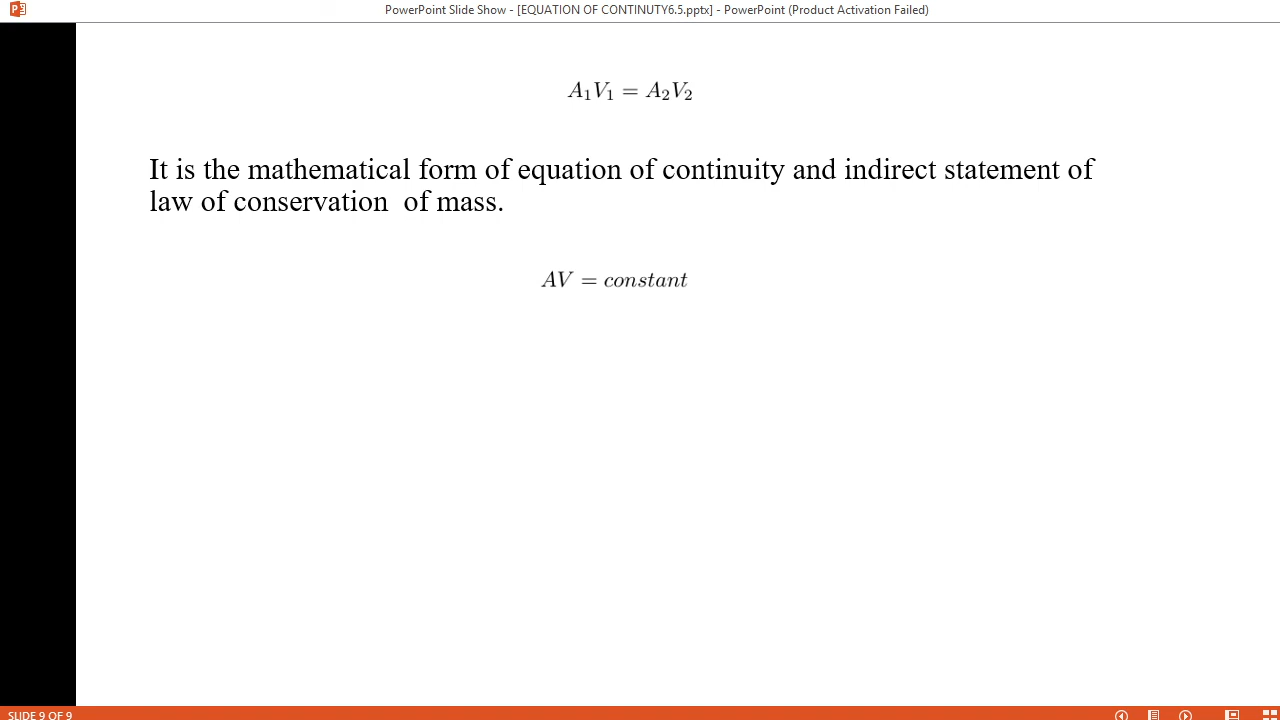 PowerPoint Slide Show - [EQUATION OF CONTINUTY6.5.pptx] - PowerPoint (Product Activation Failed)
A₁V₁ = A₂V₂
It is the mathematical form of equation of continuity and indirect statement of
law of conservation of mass.
AV = constant
SLIDE 9 OF 9